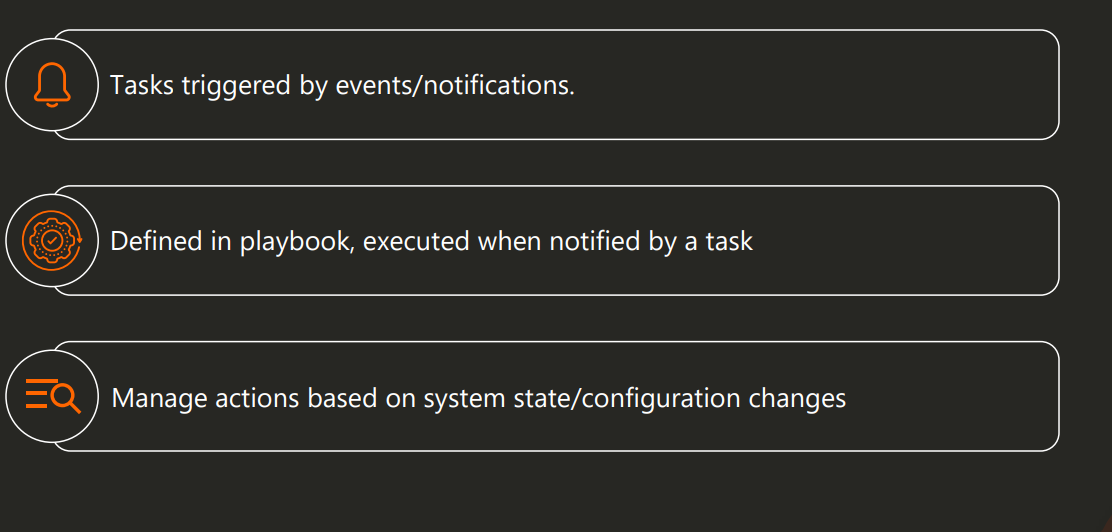 Tasks triggered by events/notifications.
Defined in playbook, executed when notified by a task
Manage actions based on system state/configuration changes